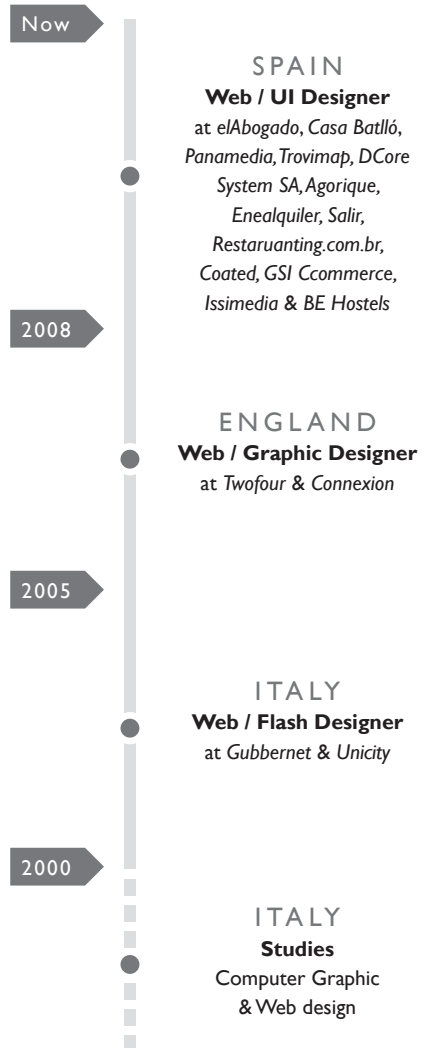 Now
SPAIN
Web / UI Designer
at elAbogado, Casa Batlló,
Panamedia, Trovimap, DCore
System SA, Agorique,
Enealquiler, Salir,
Restaruanting.com.br,
Coated, GSI Ccommerce,
Issimedia & BE Hostels
2008
ENGLAND
Web / Graphic Designer
at Twofour & Connexion
2005
ITALY
Web / Flash Designer
at Gubbernet & Unicity
2000
ITALY
Studies
Computer Graphic
& Web design